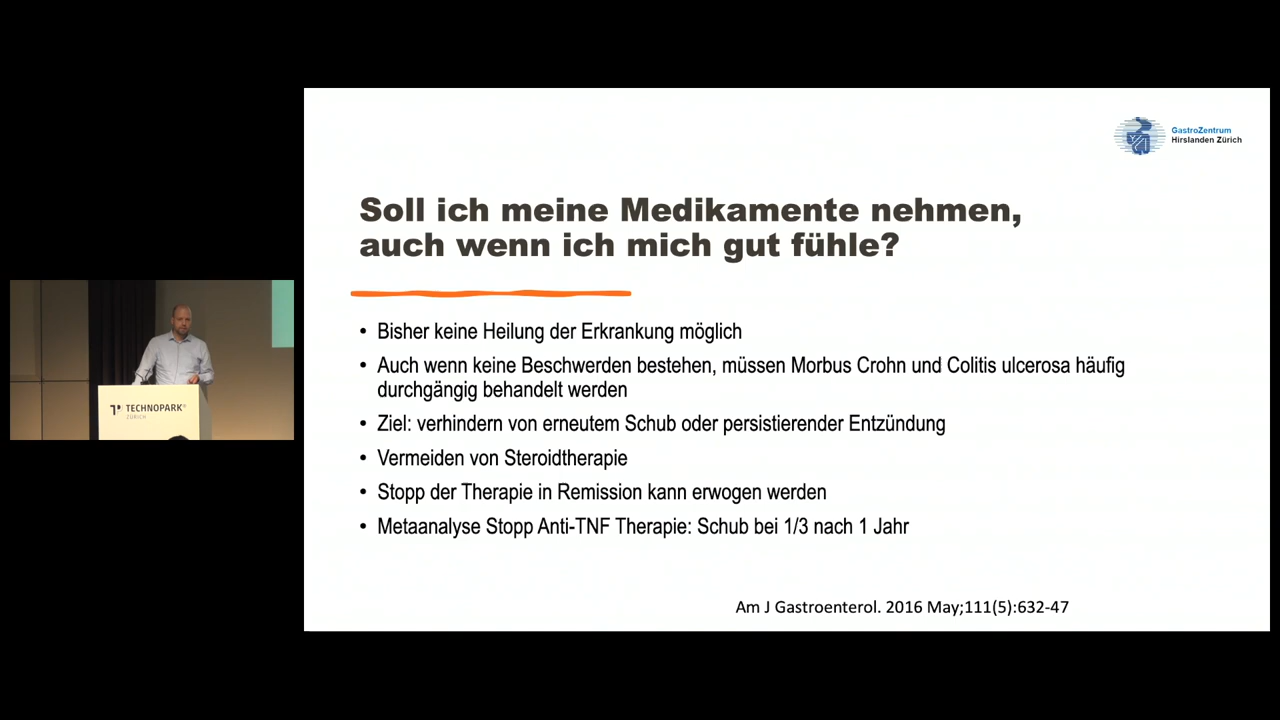 GastroZentrum
Hirslanden Zürich
Soll ich meine Medikamente nehmen,
auch wenn ich mich gut fühle?
• Bisher keine Heilung der Erkrankung möglich
• Auch wenn keine Beschwerden bestehen, müssen Morbus Crohn und Colitis ulcerosa häufig
durchgängig behandelt werden
• Ziel: verhindern von erneutem Schub oder persistierender Entzündung
• Vermeiden von Steroidtherapie
• Stopp der Therapie in Remission kann erwogen werden
• Metaanalyse Stopp Anti-TNF Therapie: Schub bei 1/3 nach 1 Jahr
Am J Gastroenterol. 2016 May;111(5):632-47
TECHNOPARK®
ZÜRICH